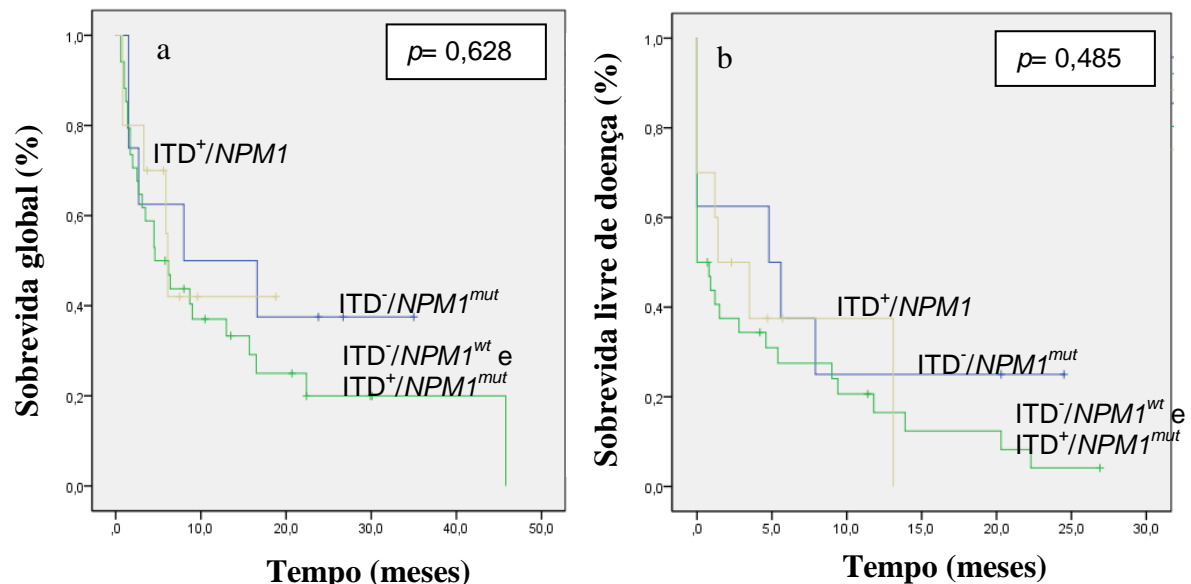 a
p= 0,628
Sobrevida global (%)
1,0
0,8
0,6
0,4
0,2
0,0
ITD+/NPM1
ITD-/NPM1mut
ITD-/NPM1wt e
ITD+/NPM1mut
,0 10,0 20,0 30,0 40,0 50,0
Tempo (meses)
b
p= 0,485
Sobrevida livre de doença (%)
1,0
0,8
0,6
0,4
0,2
0,0
ITD+/NPM1
ITD-/NPM1mut
ITD-/NPM1wt e
ITD+/NPM1mut
,0 5,0 10,0 15,0 20,0 25,0 30,0
Tempo (meses)